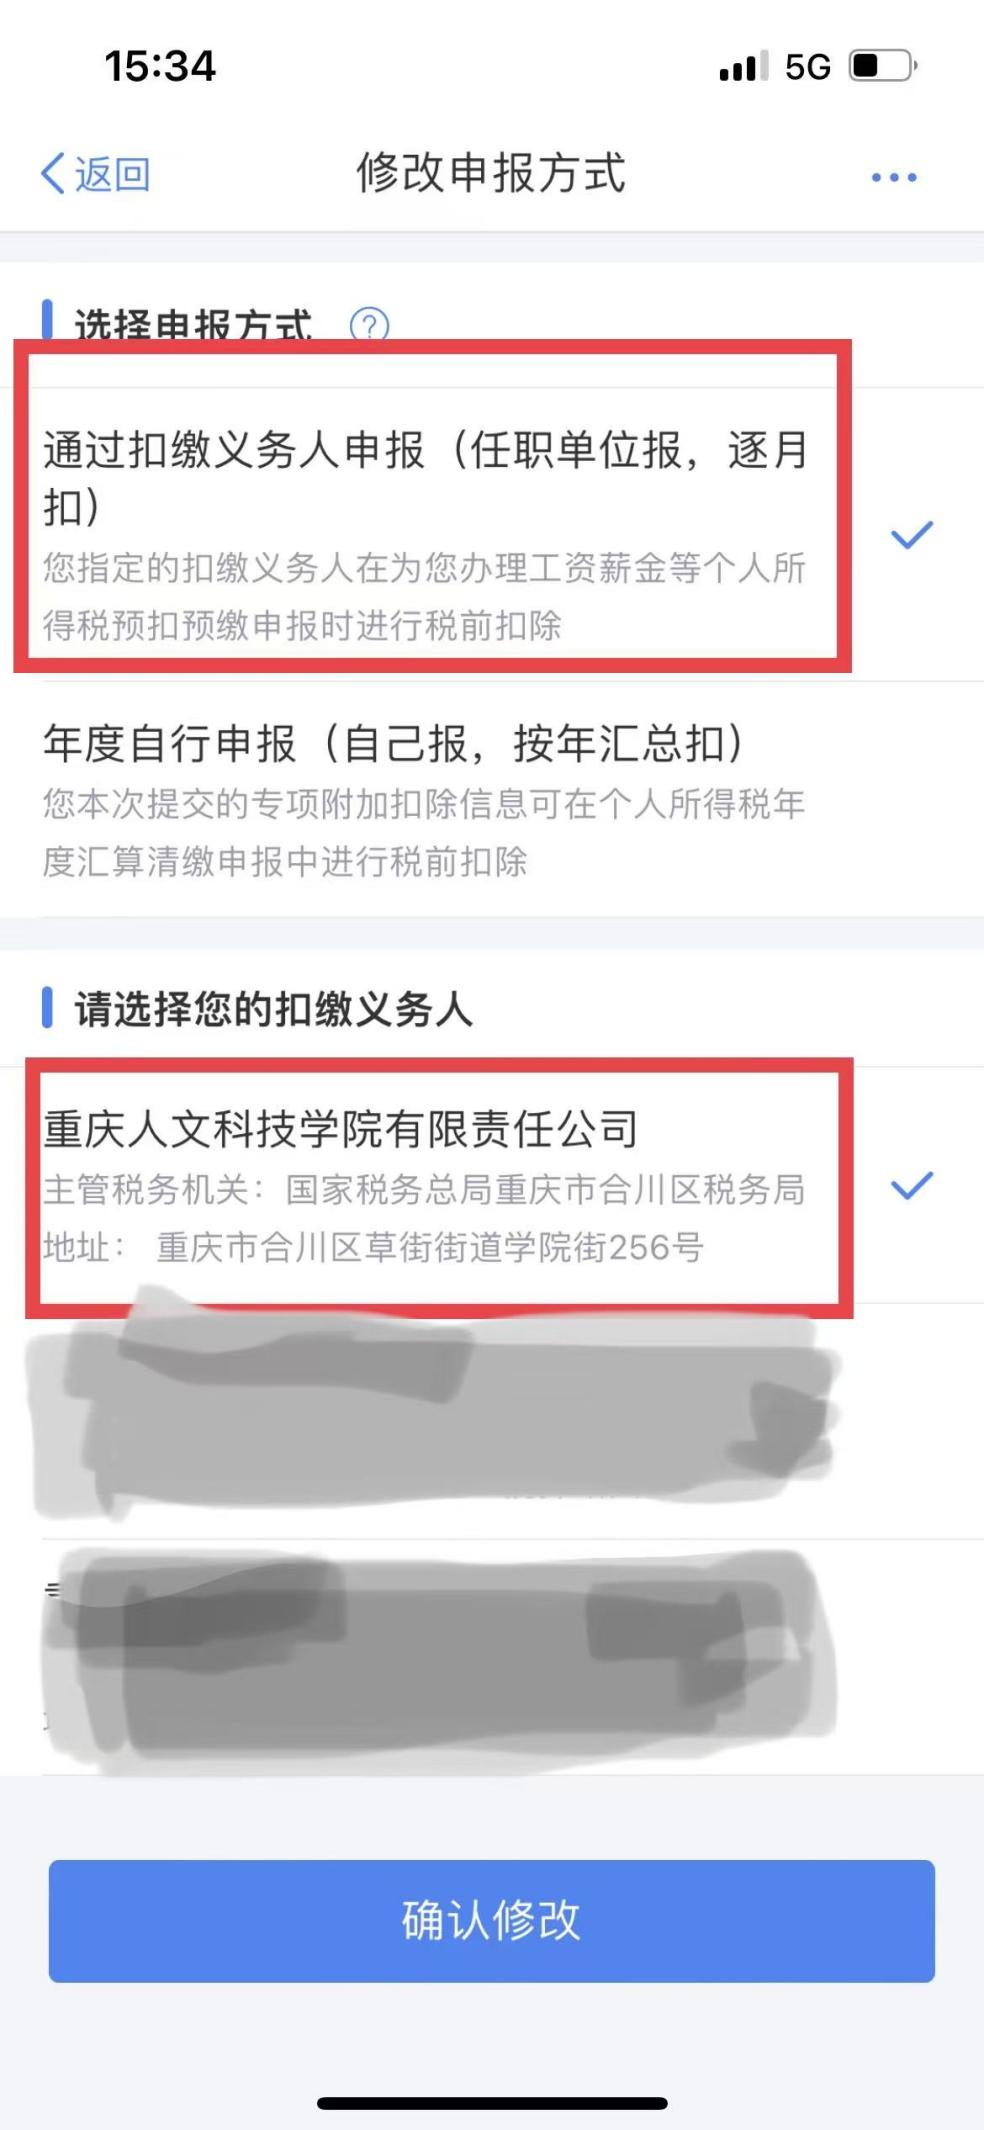 15:34
5G
返回
修改申报方式
选择申报方式
通过扣缴义务人申报（任职单位报，逐月
扣）
您指定的扣缴义务人在为您办理工资薪金等个人所
得税预扣预缴申报时进行税前扣除
年度自行申报（自己报，按年汇总扣）
您本次提交的专项附加扣除信息可在个人所得税年
度汇算清缴申报中进行税前扣除
请选择您的扣缴义务人
重庆人文科技学院有限责任公司
主管税务机关：国家税务总局重庆市合川区税务局
地址： 重庆市合川区草街街道学院街256号
确认修改